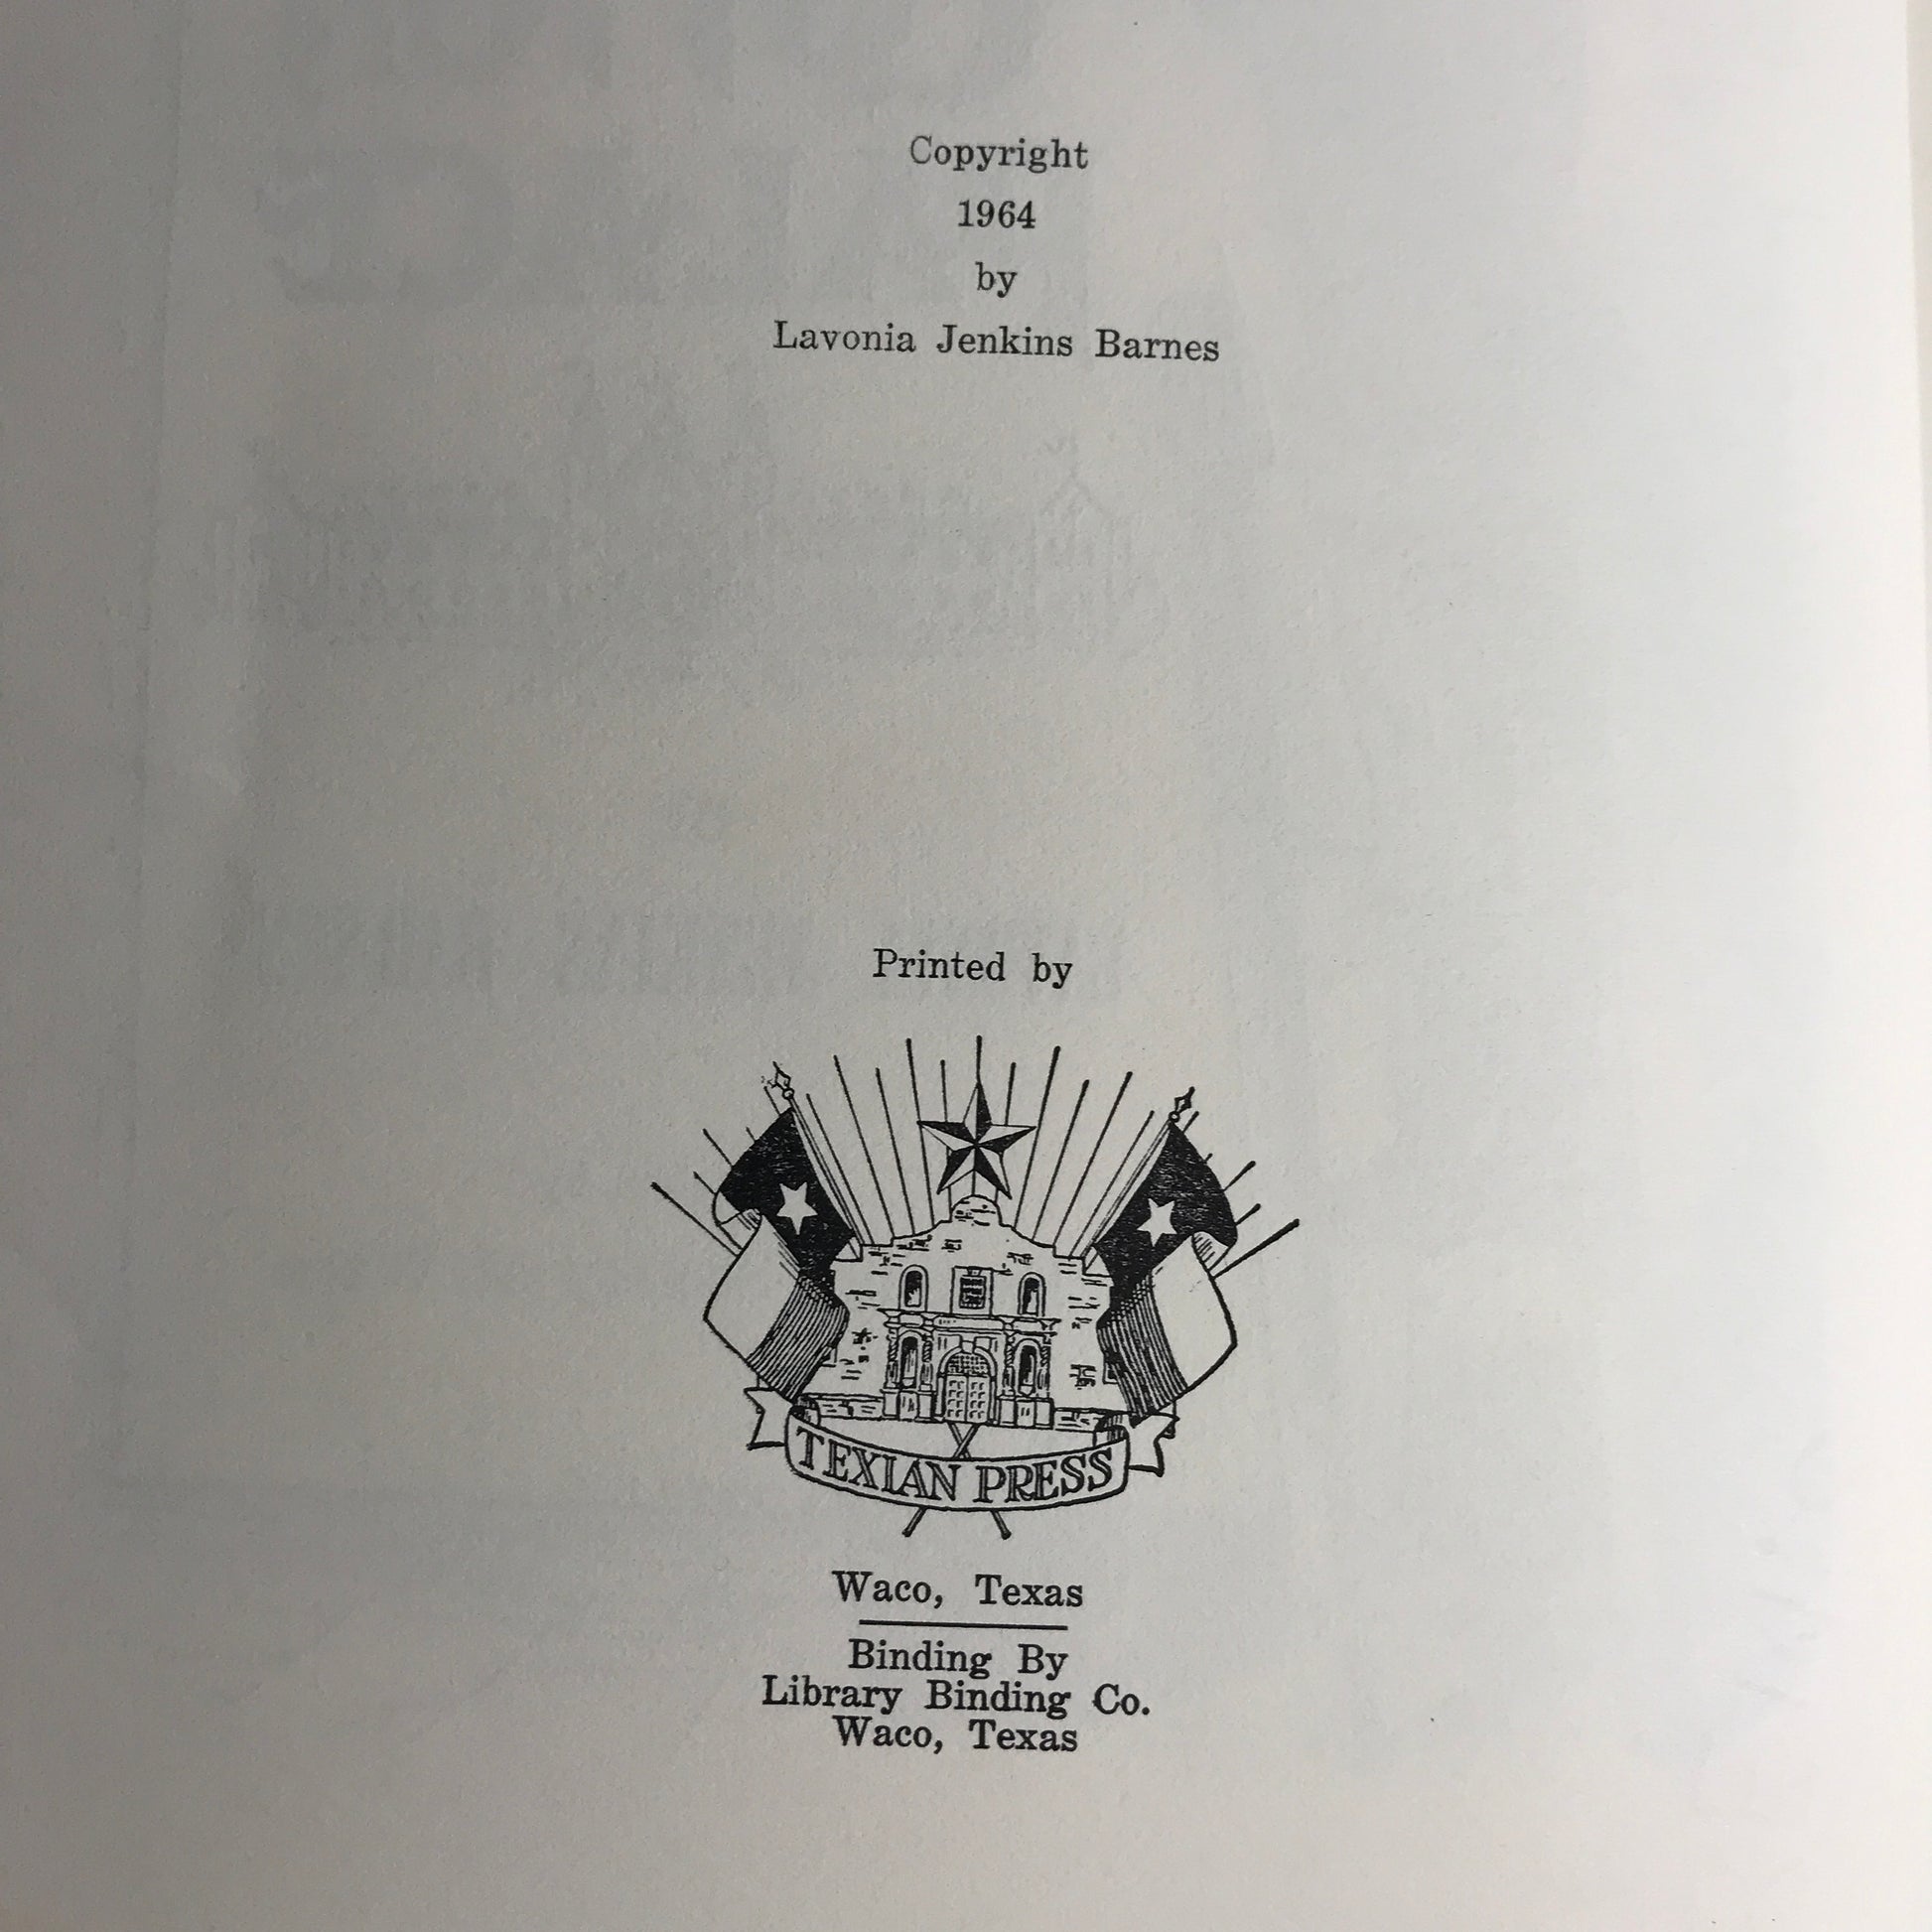 Copyright
1964
by
Lavonia Jenkins Barnes
Printed by
TEXIAN PRESS
Waco, Texas
Binding By
Library Binding Co.
Waco, Texas